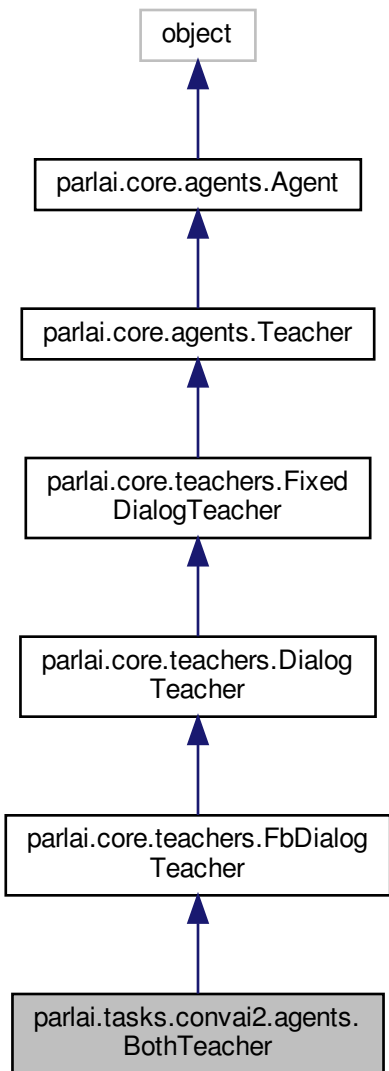 object
parlai.core.agents.Agent
parlai.core.agents.Teacher
parlai.core.teachers.Fixed
DialogTeacher
parlai.core.teachers.Dialog
Teacher
parlai.core.teachers.FbDialog
Teacher
parlai.tasks.convai2.agents.
BothTeacher